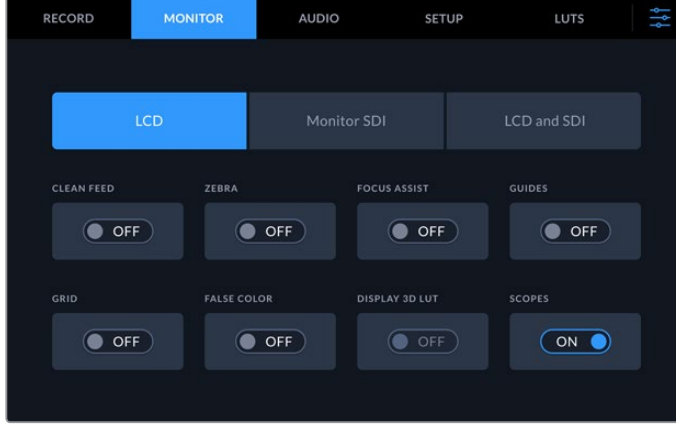 RECORD MONITOR AUDIO SETUP LUTS
LCD Monitor SDI LCD and SDI
CLEAN FEED ZEBRA FOCUS ASSIST GUIDES
OFF OFF OFF OFF
GRID FALSE COLOR DISPLAY 3D LUT SCOPES
OFF OFF OFF ON